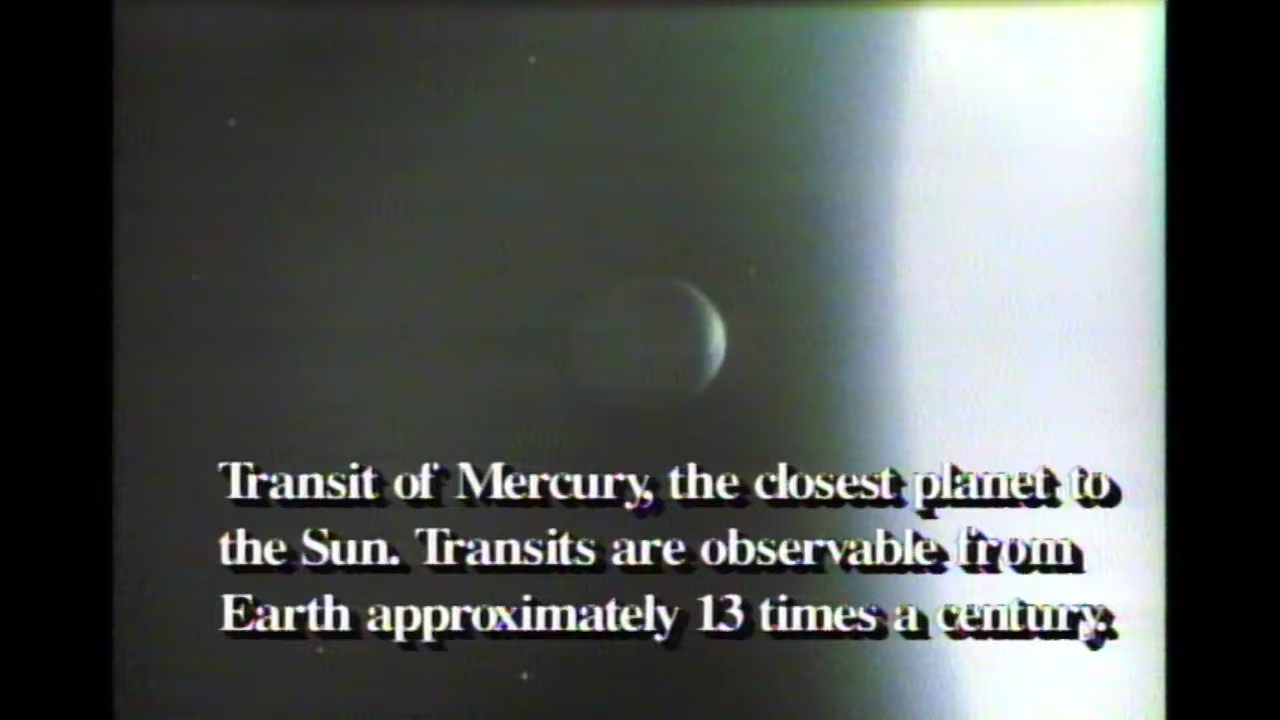 Transit of Mercury, the closest planet to
the Sun. Transits are observable from
Earth approximately 13 times a century.